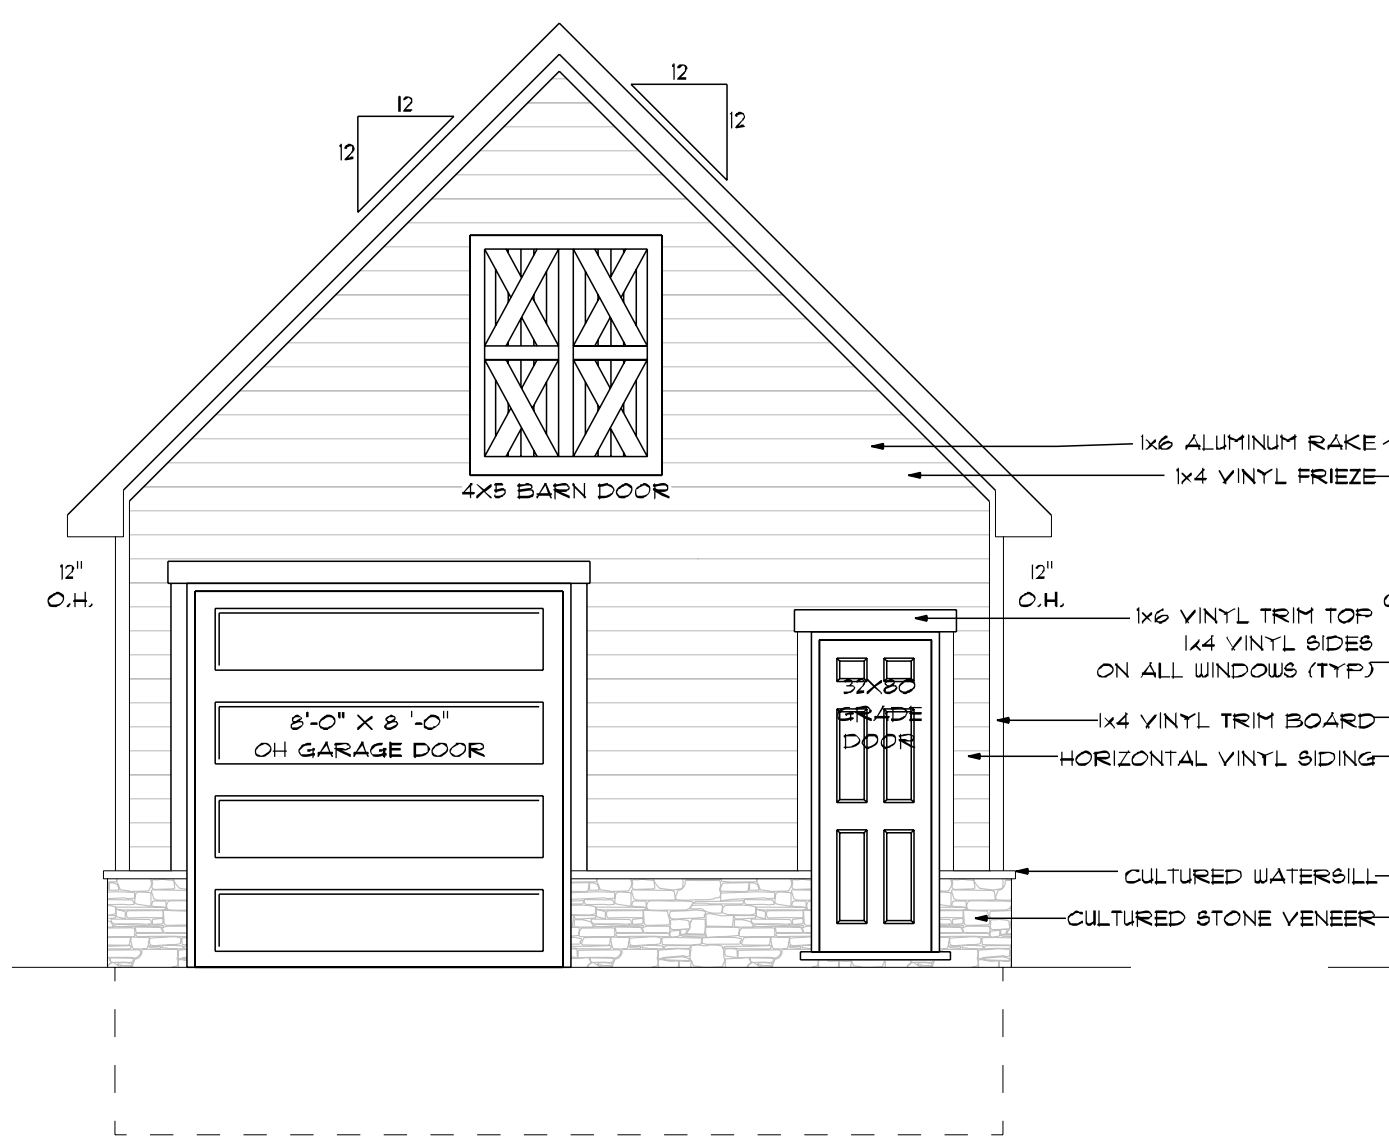 12
12
12
12
1x6 ALUMINUM RAKE
1x4 VINYL FRIEZE
4X5 BARN DOOR
12"
O.H.
12"
O.H.
1x6 VINYL TRIM TOP
1x4 VINYL SIDES
ON ALL WINDOWS (TYP)
32X80
GRADE
DOOR
8'-0" X 8 '-0"
OH GARAGE DOOR
1x4 VINYL TRIM BOARD
HORIZONTAL VINYL SIDING
CULTURED WATERSILL
CULTURED STONE VENEER